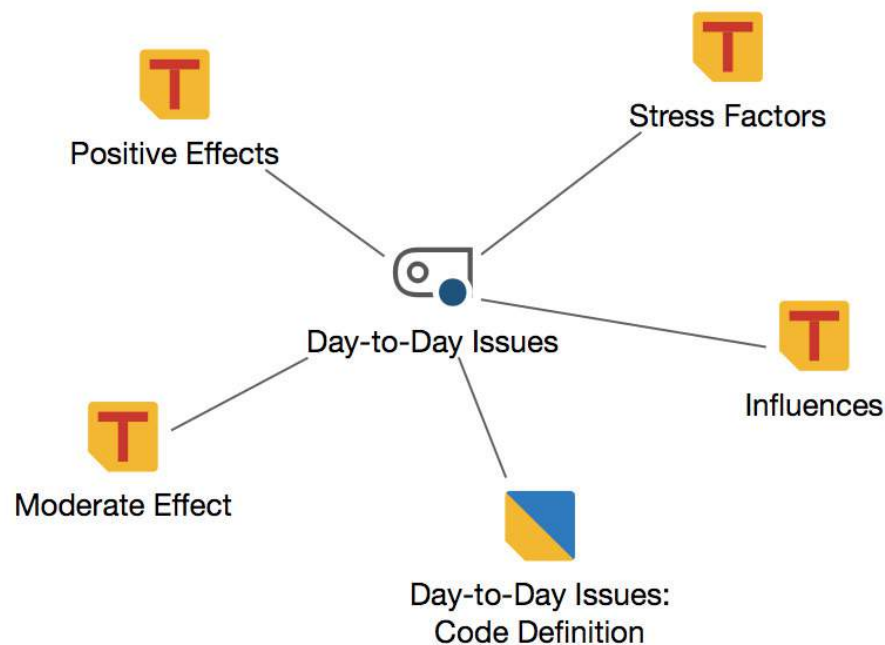 T
Stress Factors
T
Positive Effects
Day-to-Day Issues
T
Influences
T
Moderate Effect
Day-to-Day Issues:
Code Definition